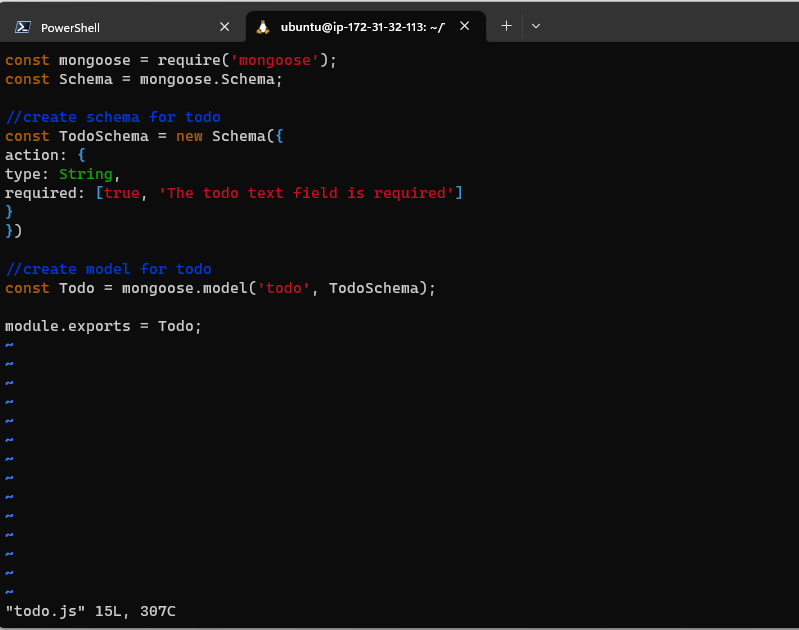 PowerShell
ubuntu@ip-172-31-32-113: ~/
const mongoose = require('mongoose');
const Schema = mongoose.Schema;
//create schema for todo
const TodoSchema = new Schema({
action: {
type: String,
required: [true, 'The todo text field is required']
}
})
//create model for todo
const Todo = mongoose.model('todo', TodoSchema);
module.exports = Todo;
~
~
~
~
~
~
~
~
~
~
~
~
~
~
"todo.js" 15L, 307C